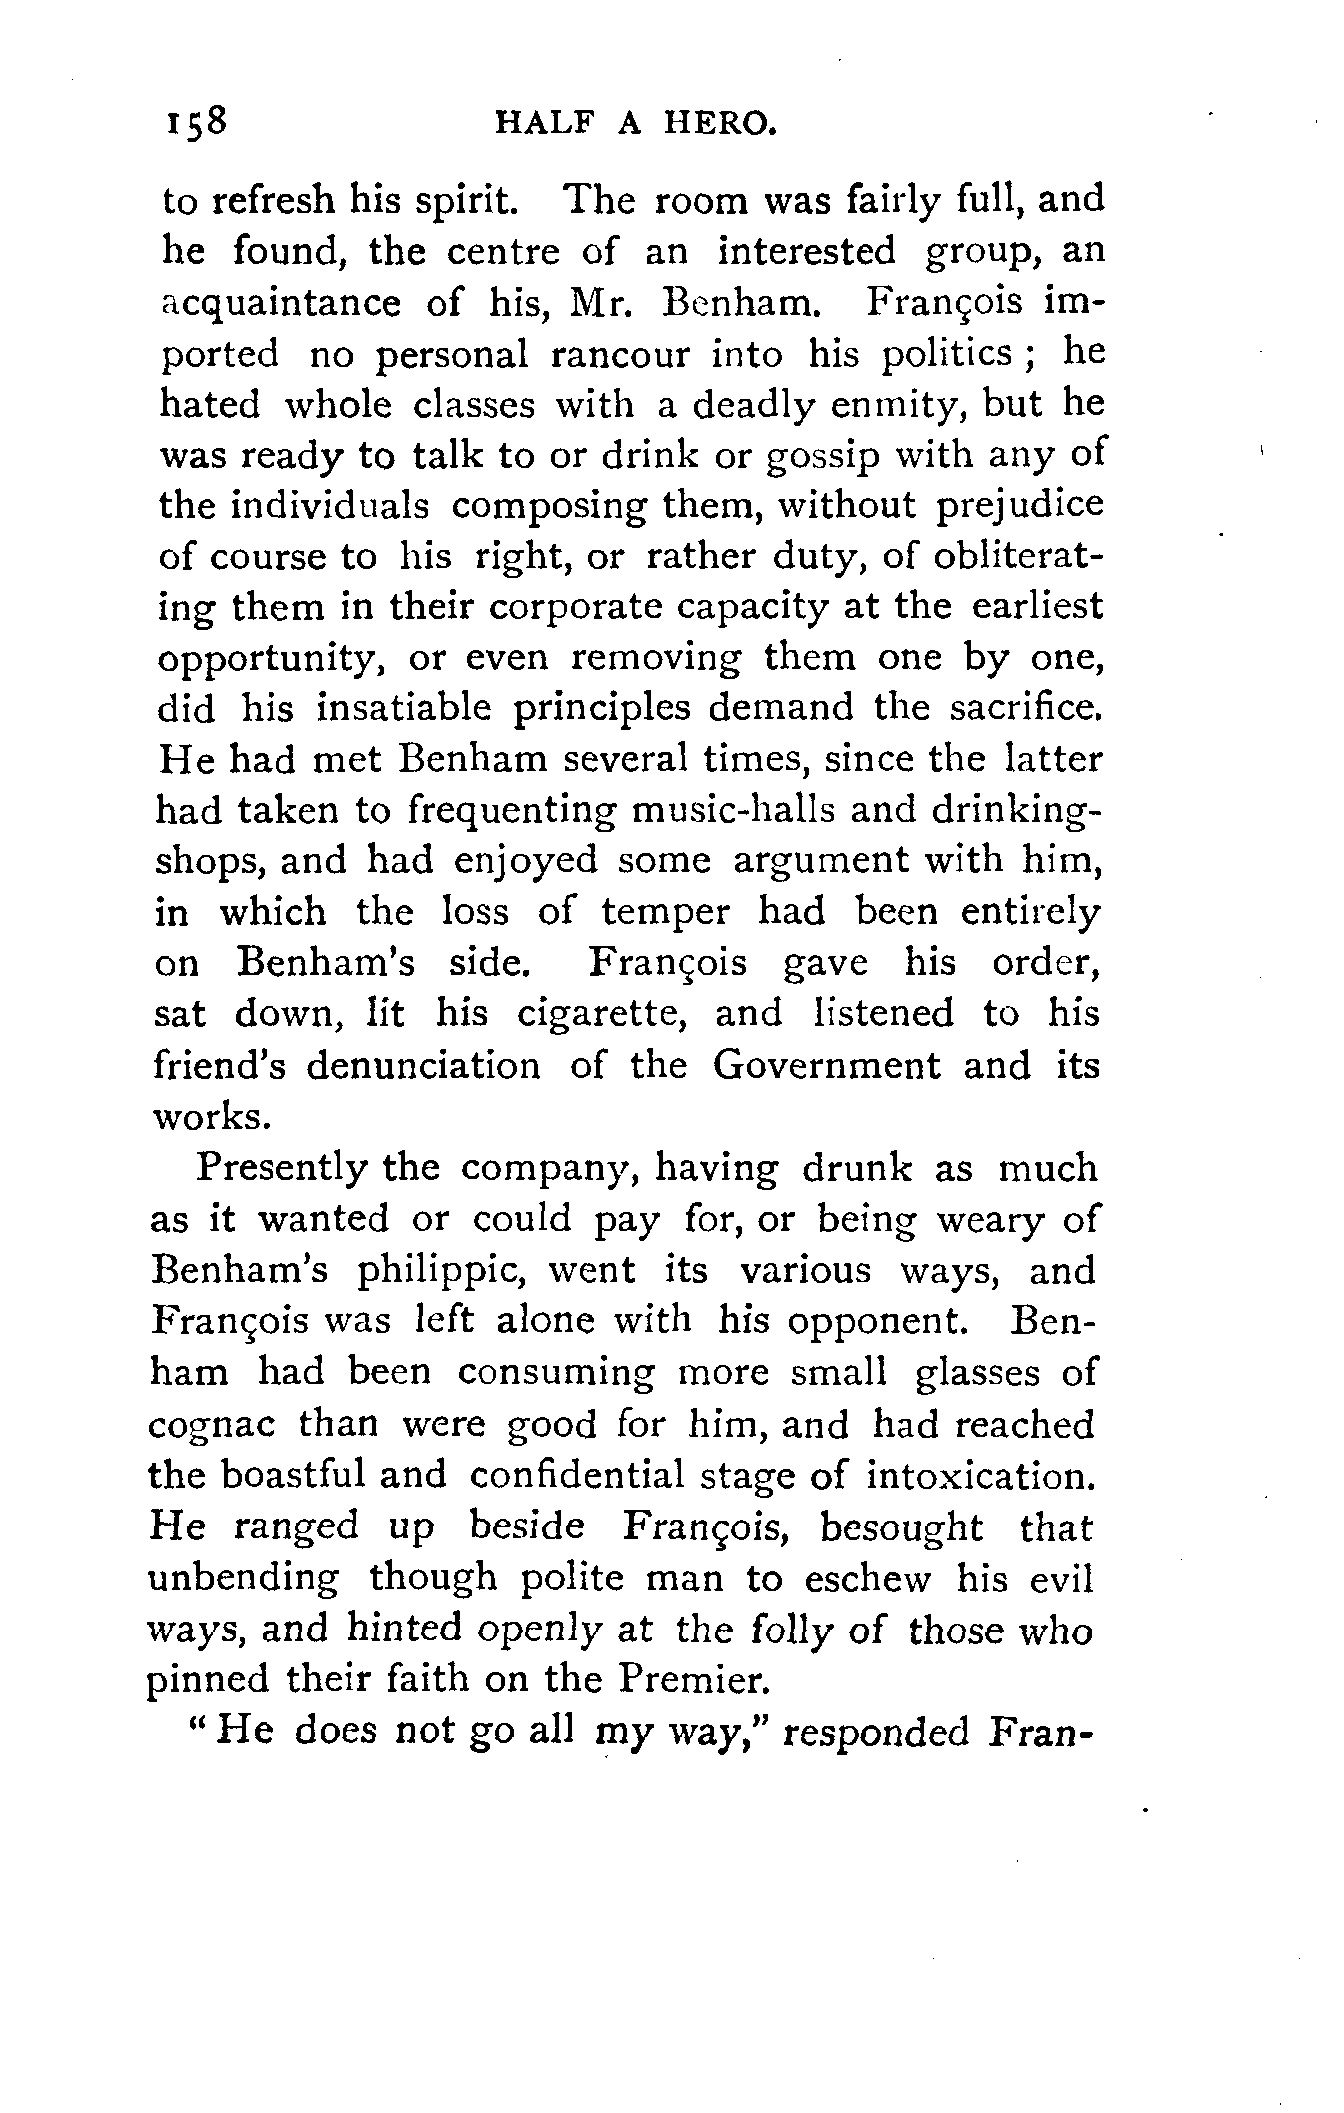 158 HALF A HERO.
to refresh his spirit. The room was fairly full, and
he found, the centre of an interested group, an
acquaintance of his, Mr. Benham. François im-
ported no personal rancour into his politics ; he
hated whole classes with a deadly enmity, but he
was ready to talk to or drink or gossip with any of
the individuals composing them, without prejudice
of course to his right, or rather duty, of obliterat-
ing them in their corporate capacity at the earliest
opportunity, or even removing them one by one,
did his insatiable principles demand the sacrifice.
He had met Benham several times, since the latter
had taken to frequenting music-halls and drinking-
shops, and had enjoyed some argument with him,
in which the loss of temper had been entirely
on Benham's side. François gave his order,
sat down, lit his cigarette, and listened to his
friend's denunciation of the Government and its
works.
Presently the company, having drunk as much
as it wanted or could pay for, or being weary of
Benham's philippic, went its various ways, and
François was left alone with his opponent. Ben-
ham had been consuming more small glasses of
cognac than were good for him, and had reached
the boastful and confidential stage of intoxication.
He ranged up beside François, besought that
unbending though polite man to eschew his evil
ways, and hinted openly at the folly of those who
pinned their faith on the Premier.
“ He does not go all my way,” responded Fran-